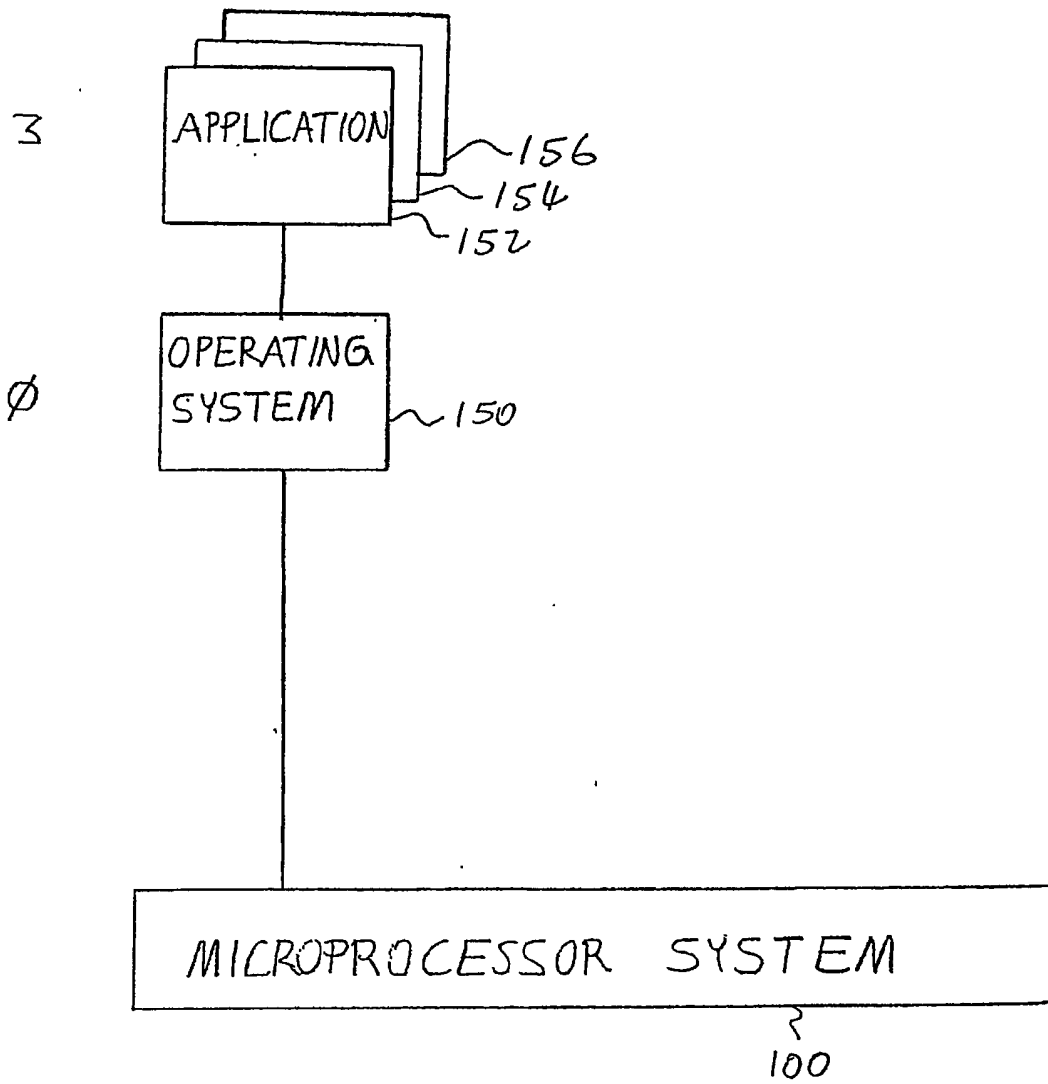 3
APPLICATION
156
154
152
OPERATING
SYSTEM
Ø
150
MICROPROCESSOR SYSTEM
100